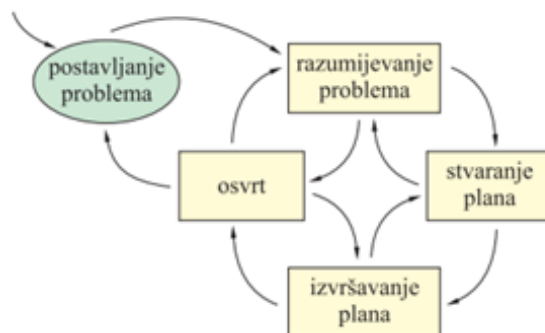 postavljanje
problema
razumijevanje
problema
osvrt
stvaranje
plana
izvršavanje
plana